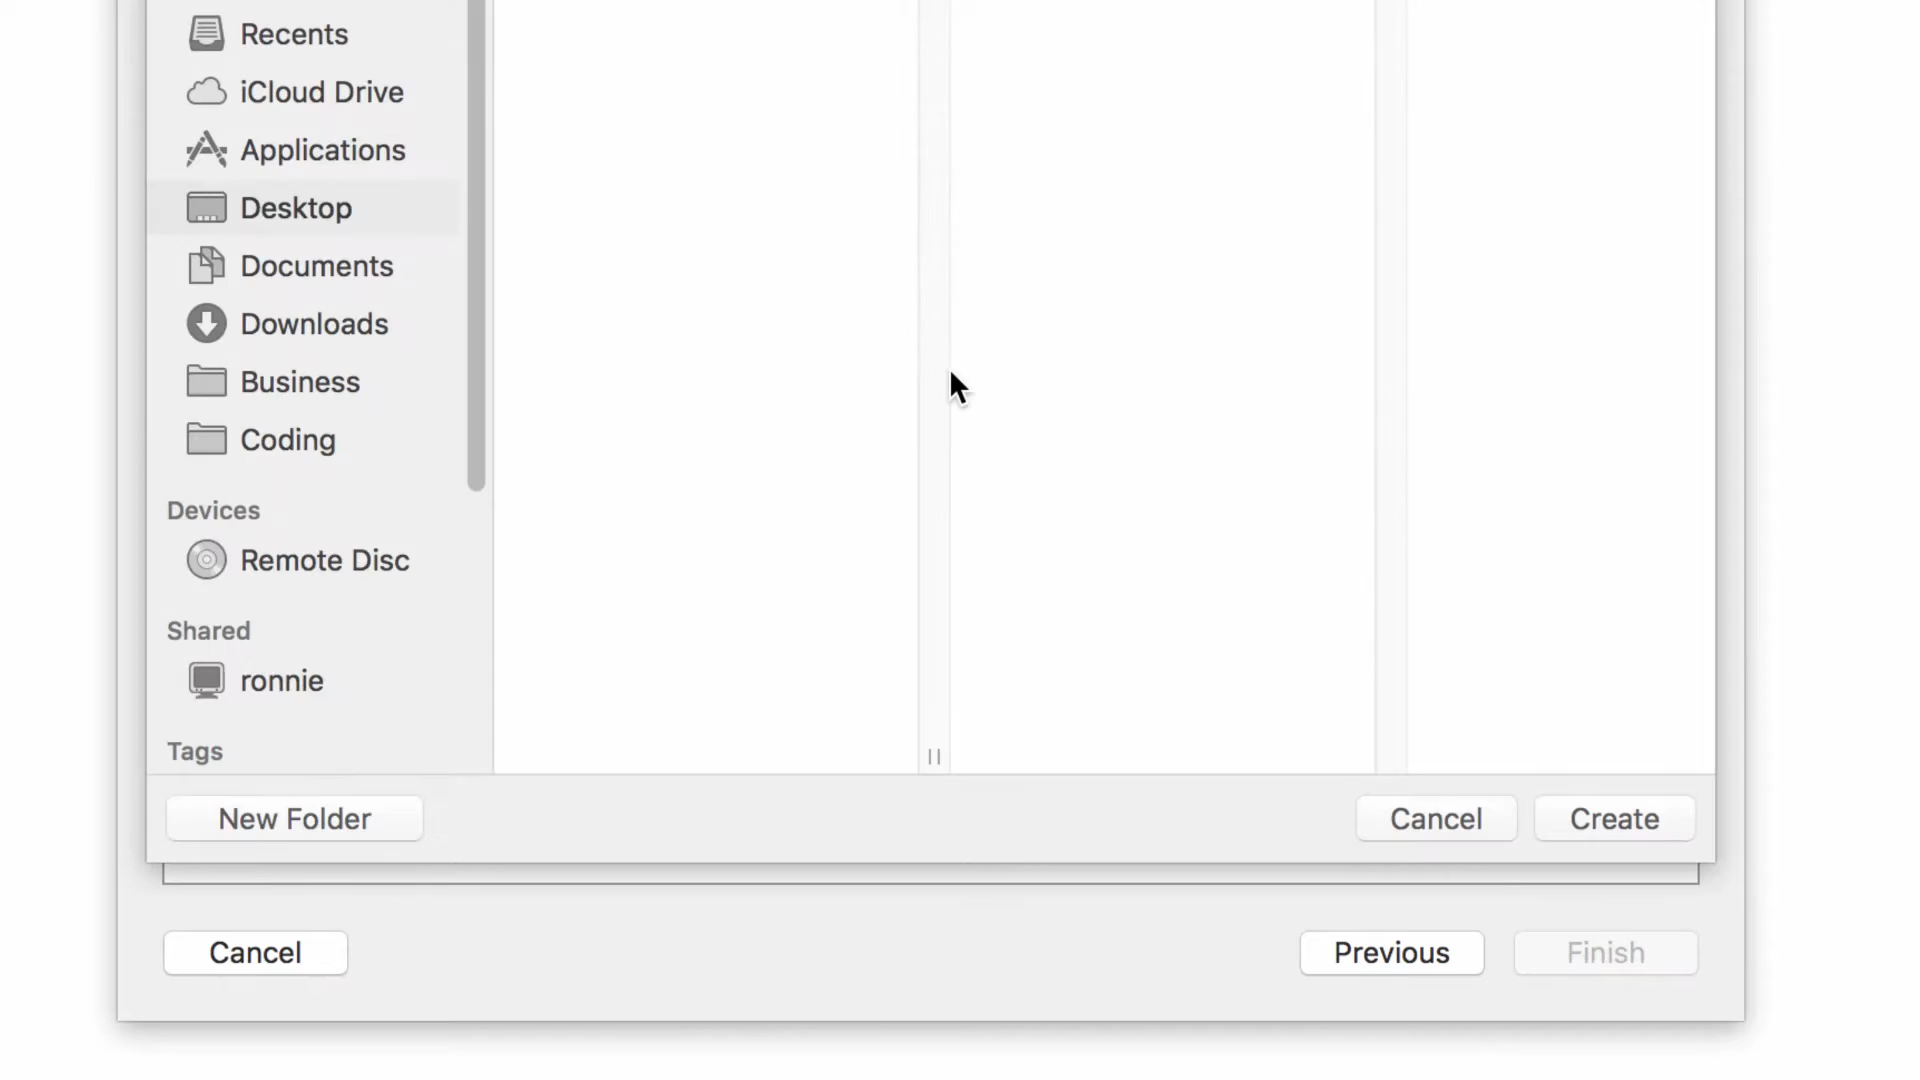 Recents
iCloud Drive
Applications
Desktop
Documents
Downloads
Business
Coding
Devices
Remote Disc
Shared
ronnie
Tags
New Folder
Cancel
Create
Cancel
Previous
Finish